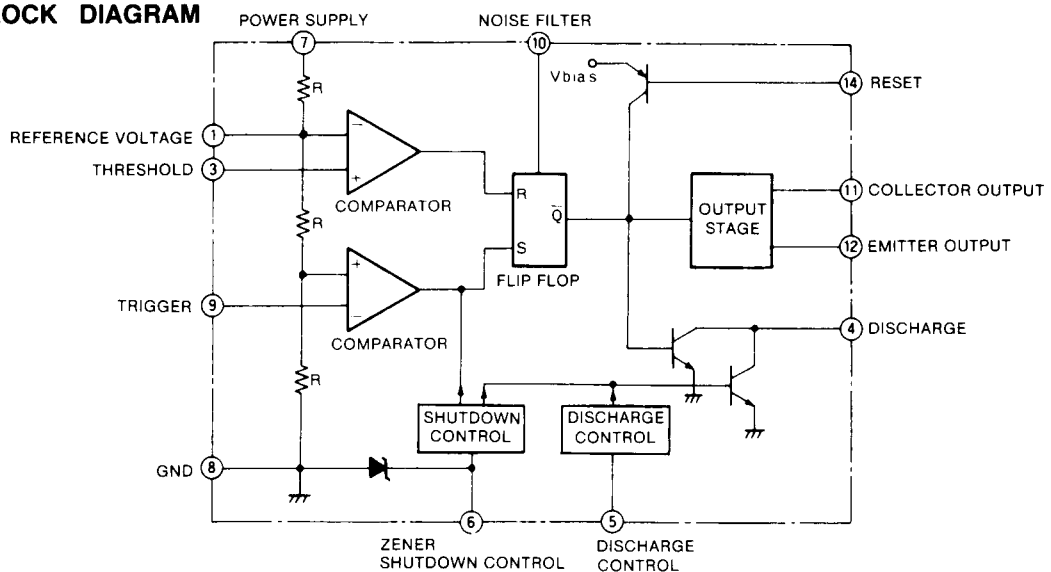 OCK DIAGRAM
POWER SUPPLY
NOISE FILTER
7
10
Vbias
R
14 RESET
REFERENCE VOLTAGE 1
−
THRESHOLD 3
+
COMPARATOR
R
R
Q̅
S
FLIP FLOP
OUTPUT
STAGE
11 COLLECTOR OUTPUT
12 EMITTER OUTPUT
+
TRIGGER 9
−
COMPARATOR
4 DISCHARGE
R
SHUTDOWN
CONTROL
DISCHARGE
CONTROL
GND 8
6
5
ZENER
SHUTDOWN CONTROL
DISCHARGE
CONTROL